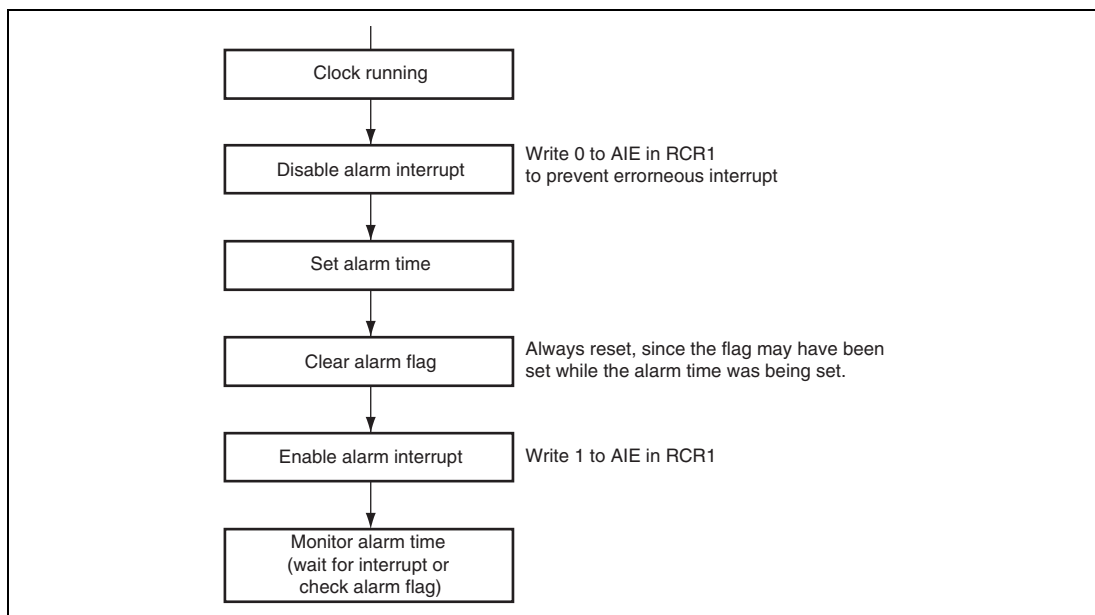 Clock running
Disable alarm interrupt
Write 0 to AIE in RCR1
to prevent errorneous interrupt
Set alarm time
Clear alarm flag
Always reset, since the flag may have been
set while the alarm time was being set.
Enable alarm interrupt
Write 1 to AIE in RCR1
Monitor alarm time
(wait for interrupt or
check alarm flag)